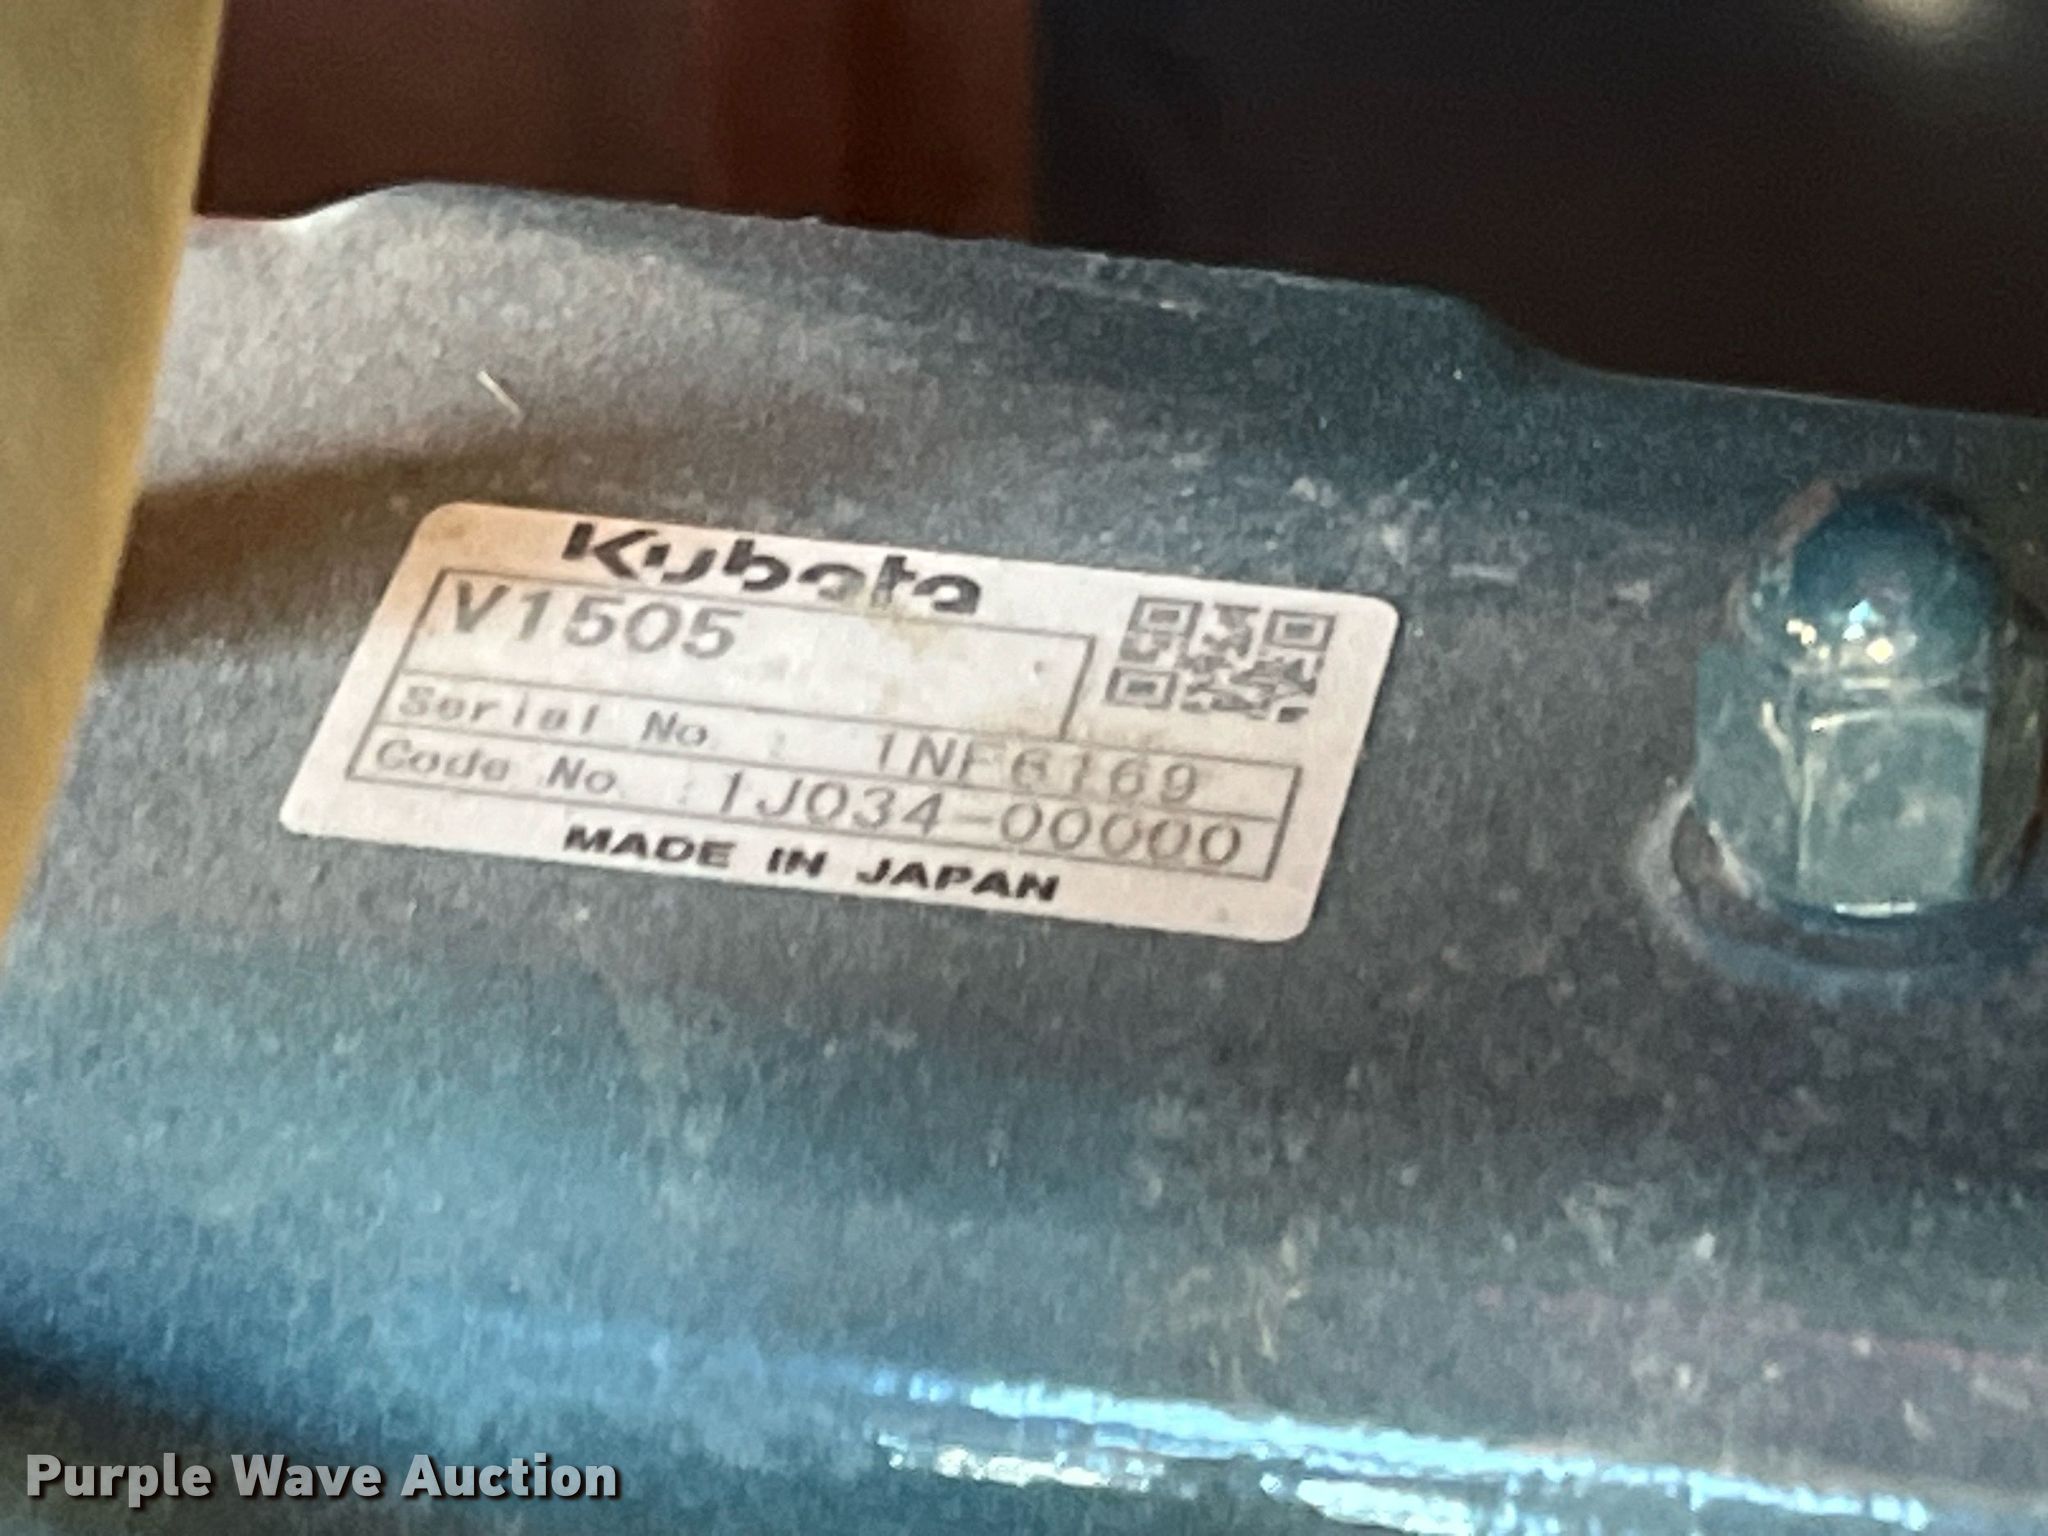 Kubota
V1505
Serial No. : 1NF6169
Code No. : 1J034-00000
MADE IN JAPAN
Purple Wave Auction